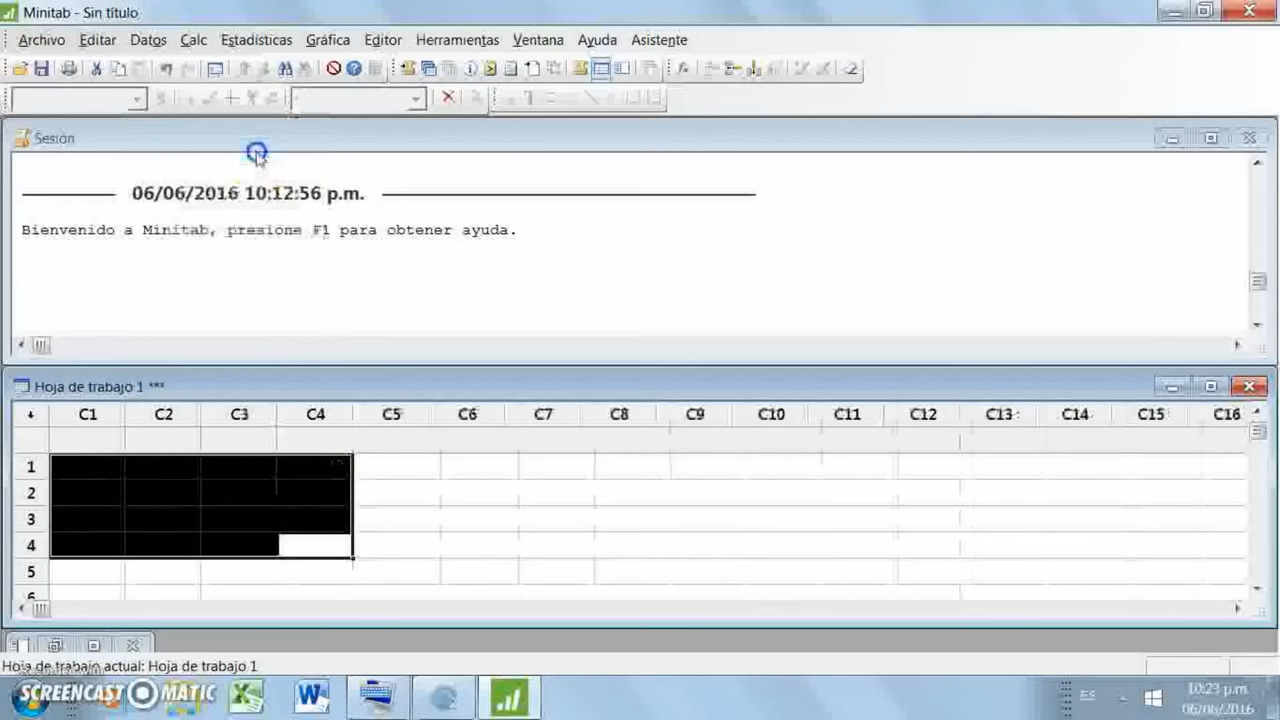 Minitab - Sin título
Archivo Editar Datos Calc Estadísticas Gráfica Editor Herramientas Ventana Ayuda Asistente
Sesión
06/06/2016 10:12:56 p.m.
Bienvenido a Minitab, presione F1 para obtener ayuda.
Hoja de trabajo 1 ***
C1 C2 C3 C4 C5 C6 C7 C8 C9 C10 C11 C12 C13 C14 C15 C16
1
2
3
4
5
6
Hoja de trabajo actual: Hoja de trabajo 1
SCREENCAST MATIC
ES
10:23 p.m.
06/06/2016